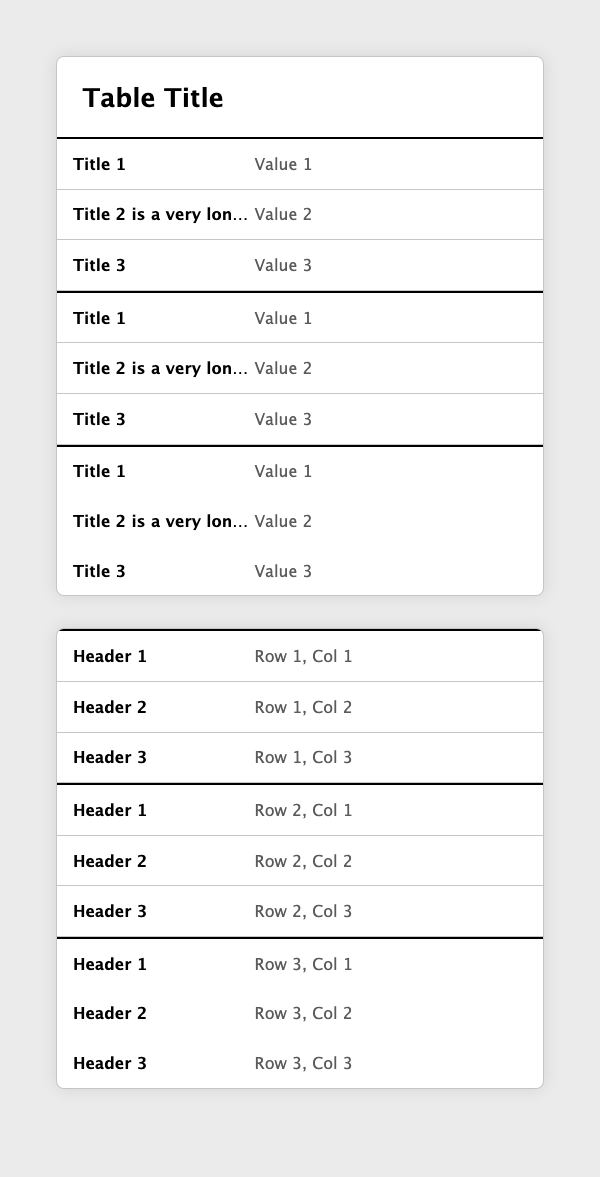 Table Title
Title 1 Value 1
Title 2 is a very lon... Value 2
Title 3 Value 3
Title 1 Value 1
Title 2 is a very lon... Value 2
Title 3 Value 3
Title 1 Value 1
Title 2 is a very lon... Value 2
Title 3 Value 3
Header 1 Row 1, Col 1
Header 2 Row 1, Col 2
Header 3 Row 1, Col 3
Header 1 Row 2, Col 1
Header 2 Row 2, Col 2
Header 3 Row 2, Col 3
Header 1 Row 3, Col 1
Header 2 Row 3, Col 2
Header 3 Row 3, Col 3